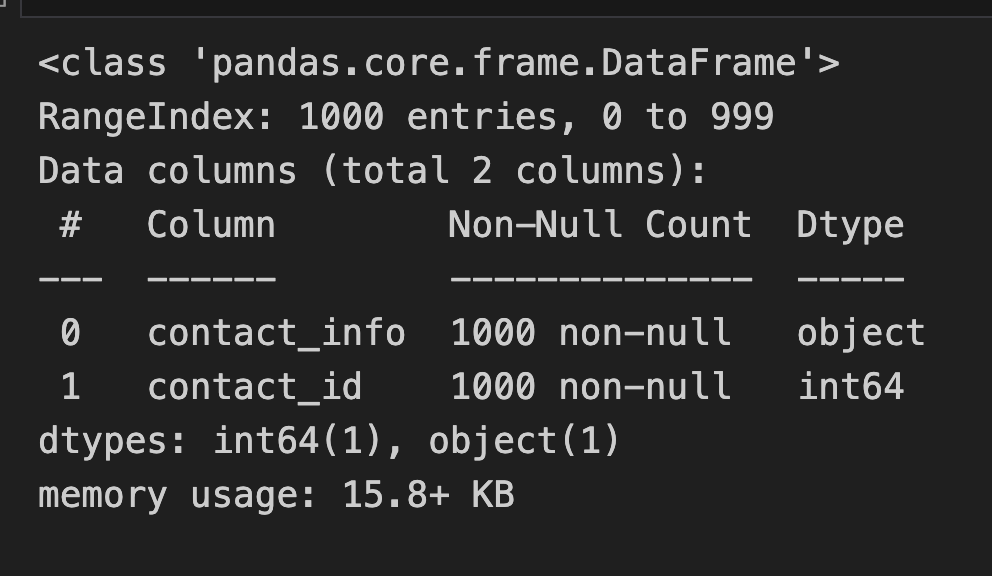 <class 'pandas.core.frame.DataFrame'>
RangeIndex: 1000 entries, 0 to 999
Data columns (total 2 columns):
 #   Column        Non-Null Count  Dtype
---  ------        --------------  -----
 0   contact_info  1000 non-null   object
 1   contact_id    1000 non-null   int64
dtypes: int64(1), object(1)
memory usage: 15.8+ KB